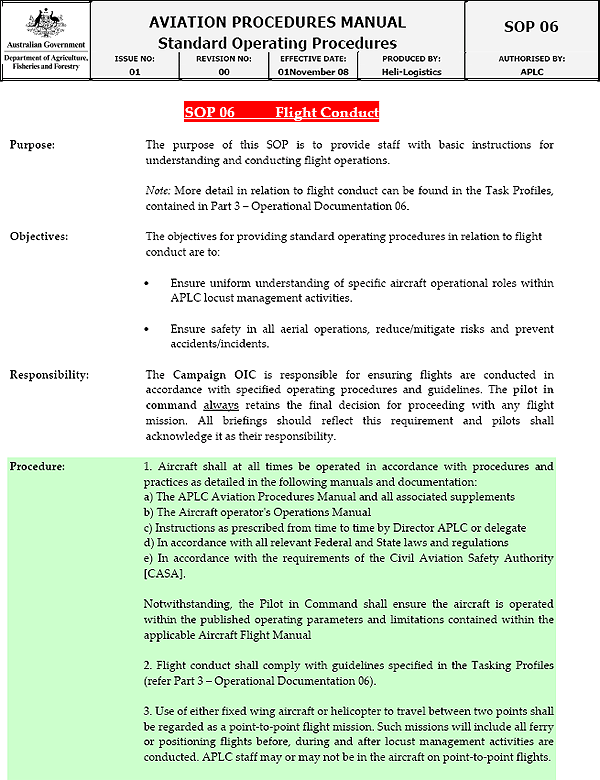 AVIATION PROCEDURES MANUAL
Standard Operating Procedures
SOP 06
Australian Government
Department of Agriculture,
Fisheries and Forestry
ISSUE NO:
01
REVISION NO:
00
EFFECTIVE DATE:
01November 08
PRODUCED BY:
Heli-Logistics
AUTHORISED BY:
APLC
SOP 06 Flight Conduct
Purpose: The purpose of this SOP is to provide staff with basic instructions for
understanding and conducting flight operations.
Note: More detail in relation to flight conduct can be found in the Task Profiles,
contained in Part 3 – Operational Documentation 06.
Objectives: The objectives for providing standard operating procedures in relation to flight
conduct are to:
• Ensure uniform understanding of specific aircraft operational roles within
APLC locust management activities.
• Ensure safety in all aerial operations, reduce/mitigate risks and prevent
accidents/incidents.
Responsibility: The Campaign OIC is responsible for ensuring flights are conducted in
accordance with specified operating procedures and guidelines. The pilot in
command always retains the final decision for proceeding with any flight
mission. All briefings should reflect this requirement and pilots shall
acknowledge it as their responsibility.
Procedure: 1. Aircraft shall at all times be operated in accordance with procedures and
practices as detailed in the following manuals and documentation:
a) The APLC Aviation Procedures Manual and all associated supplements
b) The Aircraft operator's Operations Manual
c) Instructions as prescribed from time to time by Director APLC or delegate
d) In accordance with all relevant Federal and State laws and regulations
e) In accordance with the requirements of the Civil Aviation Safety Authority
[CASA].
Notwithstanding, the Pilot in Command shall ensure the aircraft is operated
within the published operating parameters and limitations contained within the
applicable Aircraft Flight Manual
2. Flight conduct shall comply with guidelines specified in the Tasking Profiles
(refer Part 3 – Operational Documentation 06).
3. Use of either fixed wing aircraft or helicopter to travel between two points shall
be regarded as a point-to-point flight mission. Such missions will include all ferry
or positioning flights before, during and after locust management activities are
conducted. APLC staff may or may not be in the aircraft on point-to-point flights.